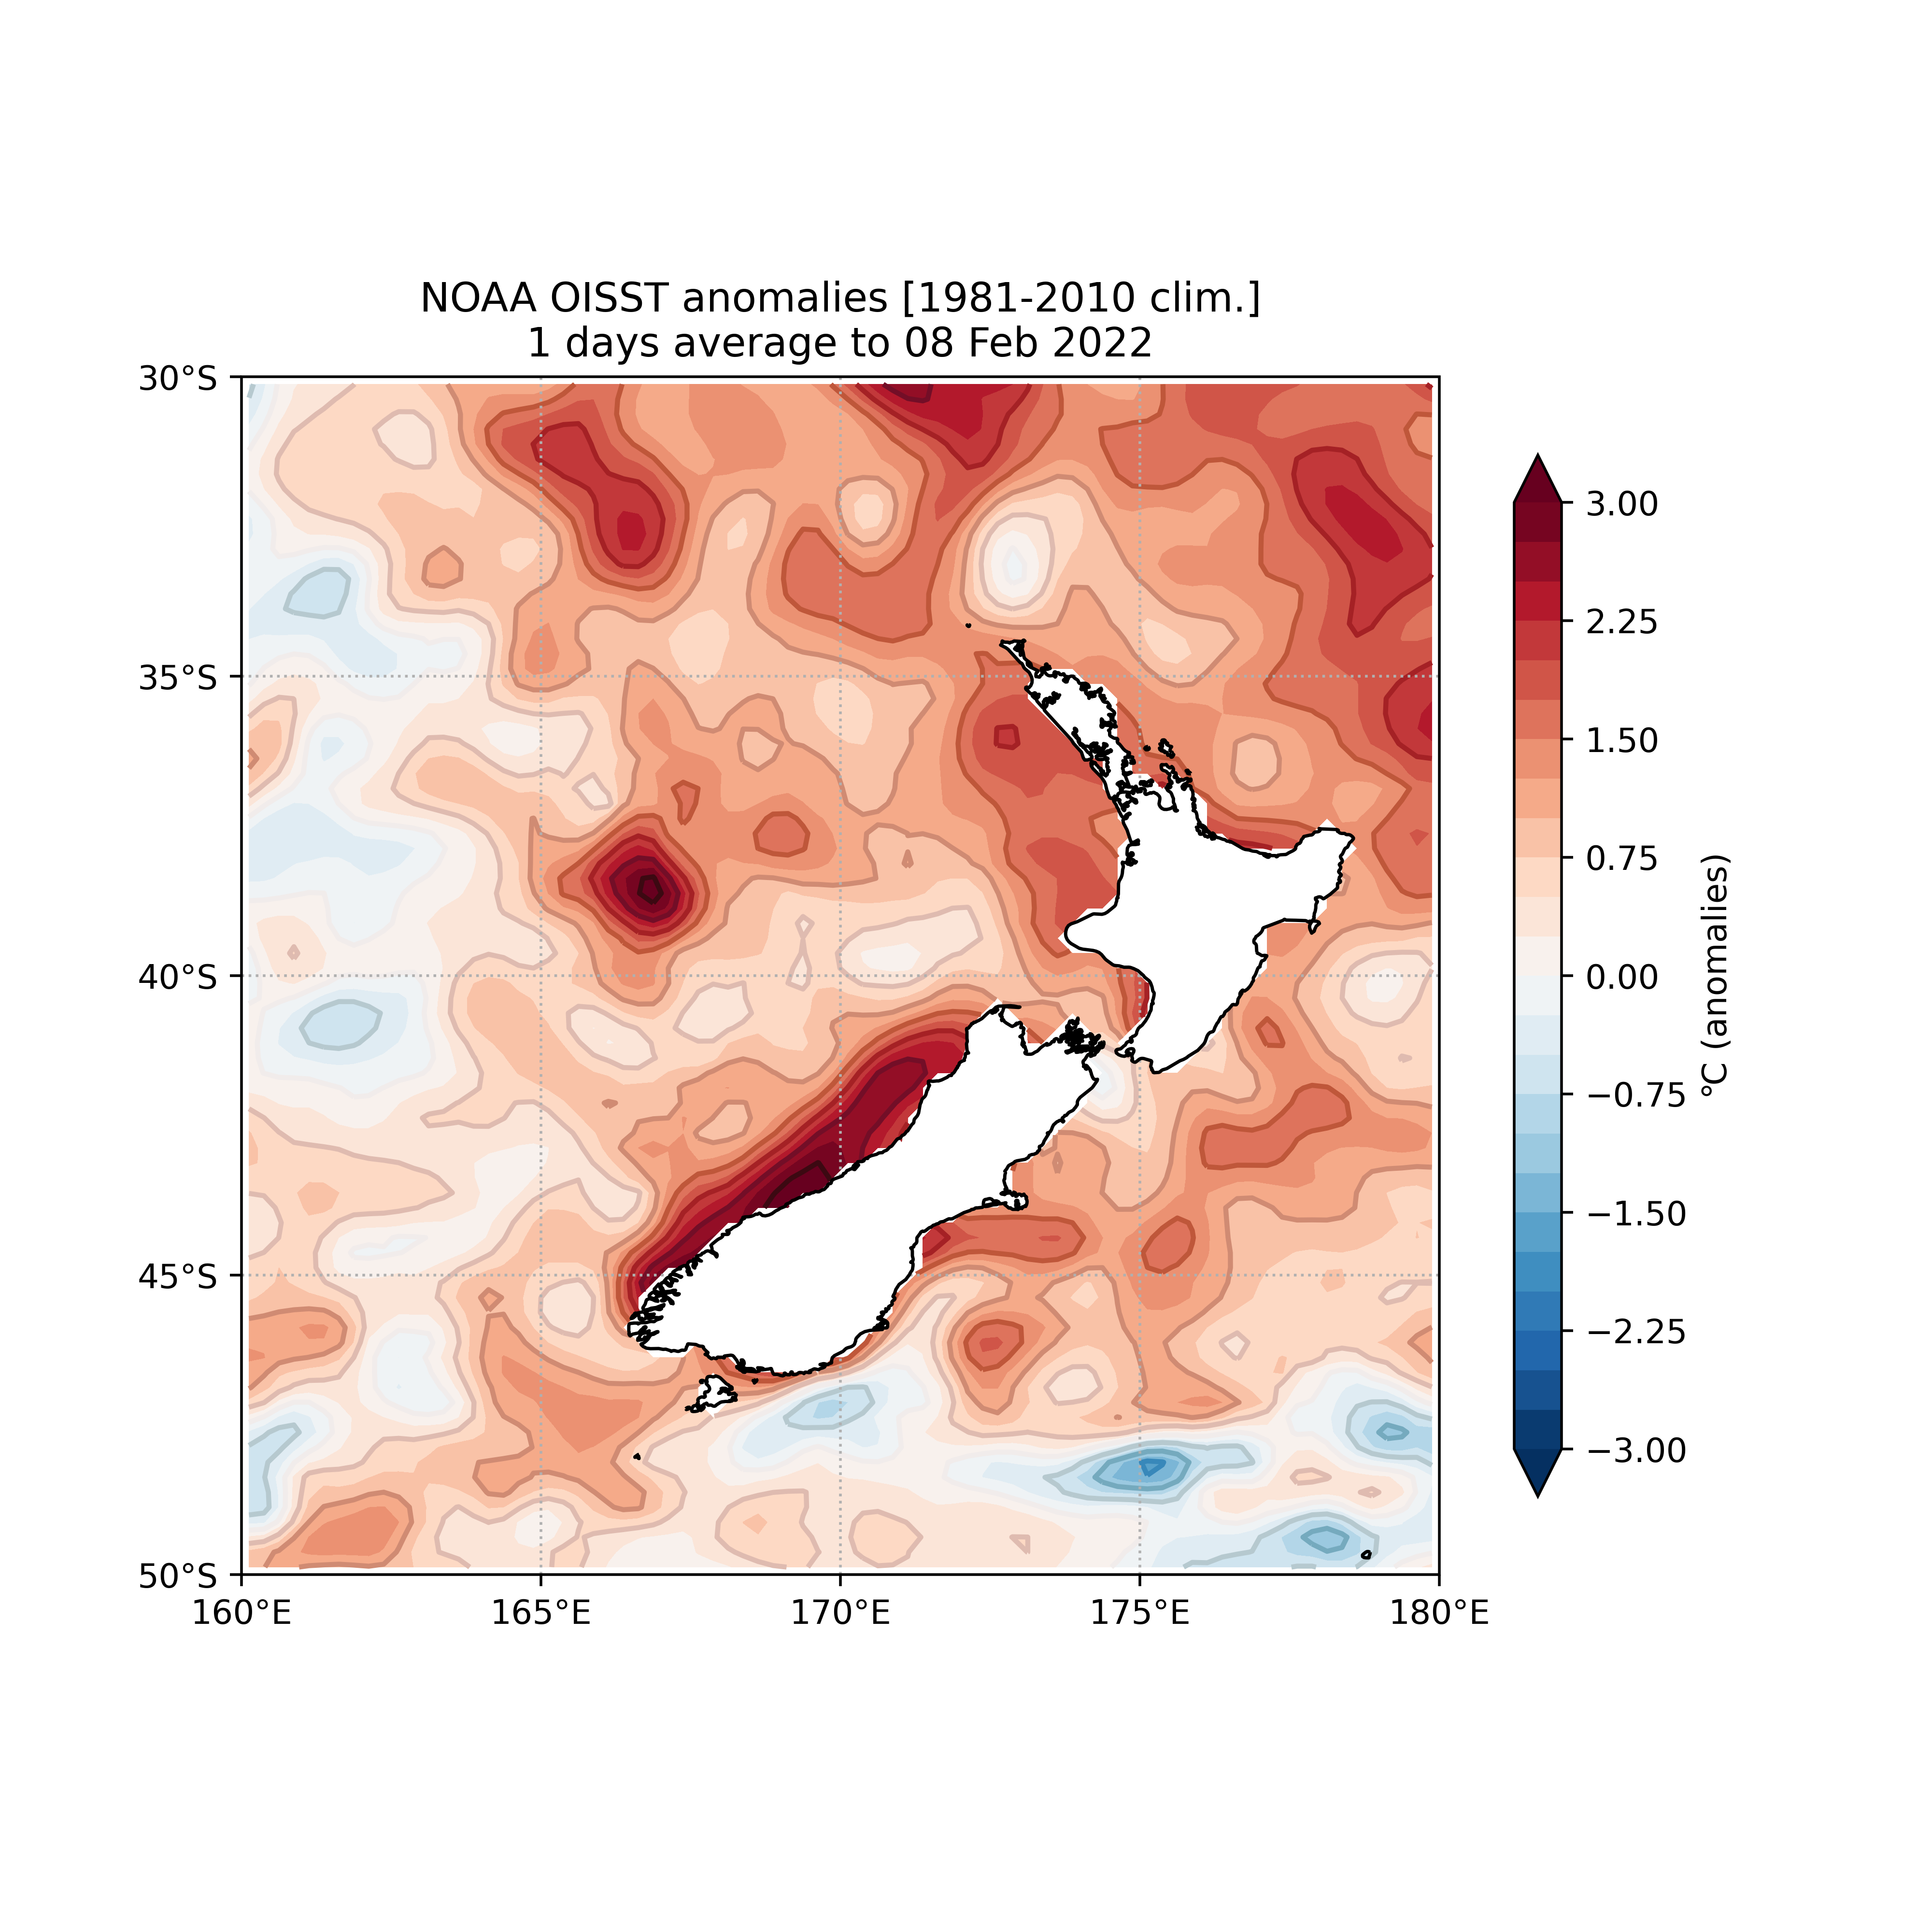 NOAA OISST anomalies [1981-2010 clim.]
1 days average to 08 Feb 2022
30°S
35°S
40°S
45°S
50°S
160°E
165°E
170°E
175°E
180°E
3.00
2.25
1.50
0.75
0.00
−0.75
−1.50
−2.25
−3.00
°C (anomalies)